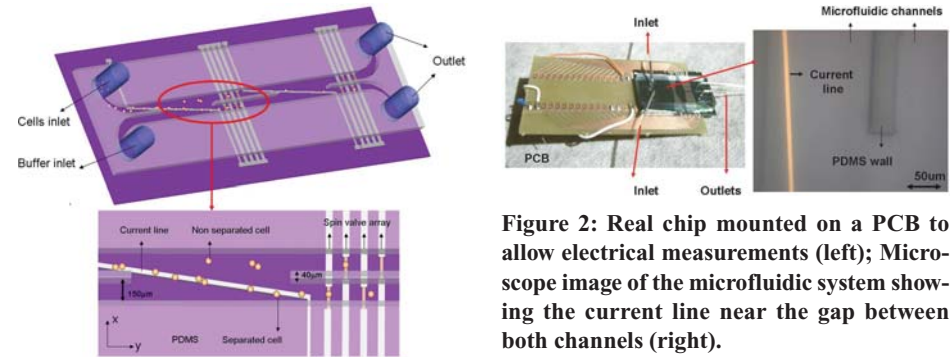 Outlet
Cells inlet
Buffer inlet
Current line
Non separated cell
Spin valve array
40µm
150µm
x
y
PDMS
Separated cell
Inlet
PCB
Inlet
Outlets
Microfluidic channels
Current
line
PDMS wall
50um
Figure 2: Real chip mounted on a PCB to
allow electrical measurements (left); Micro-
scope image of the microfluidic system show-
ing the current line near the gap between
both channels (right).